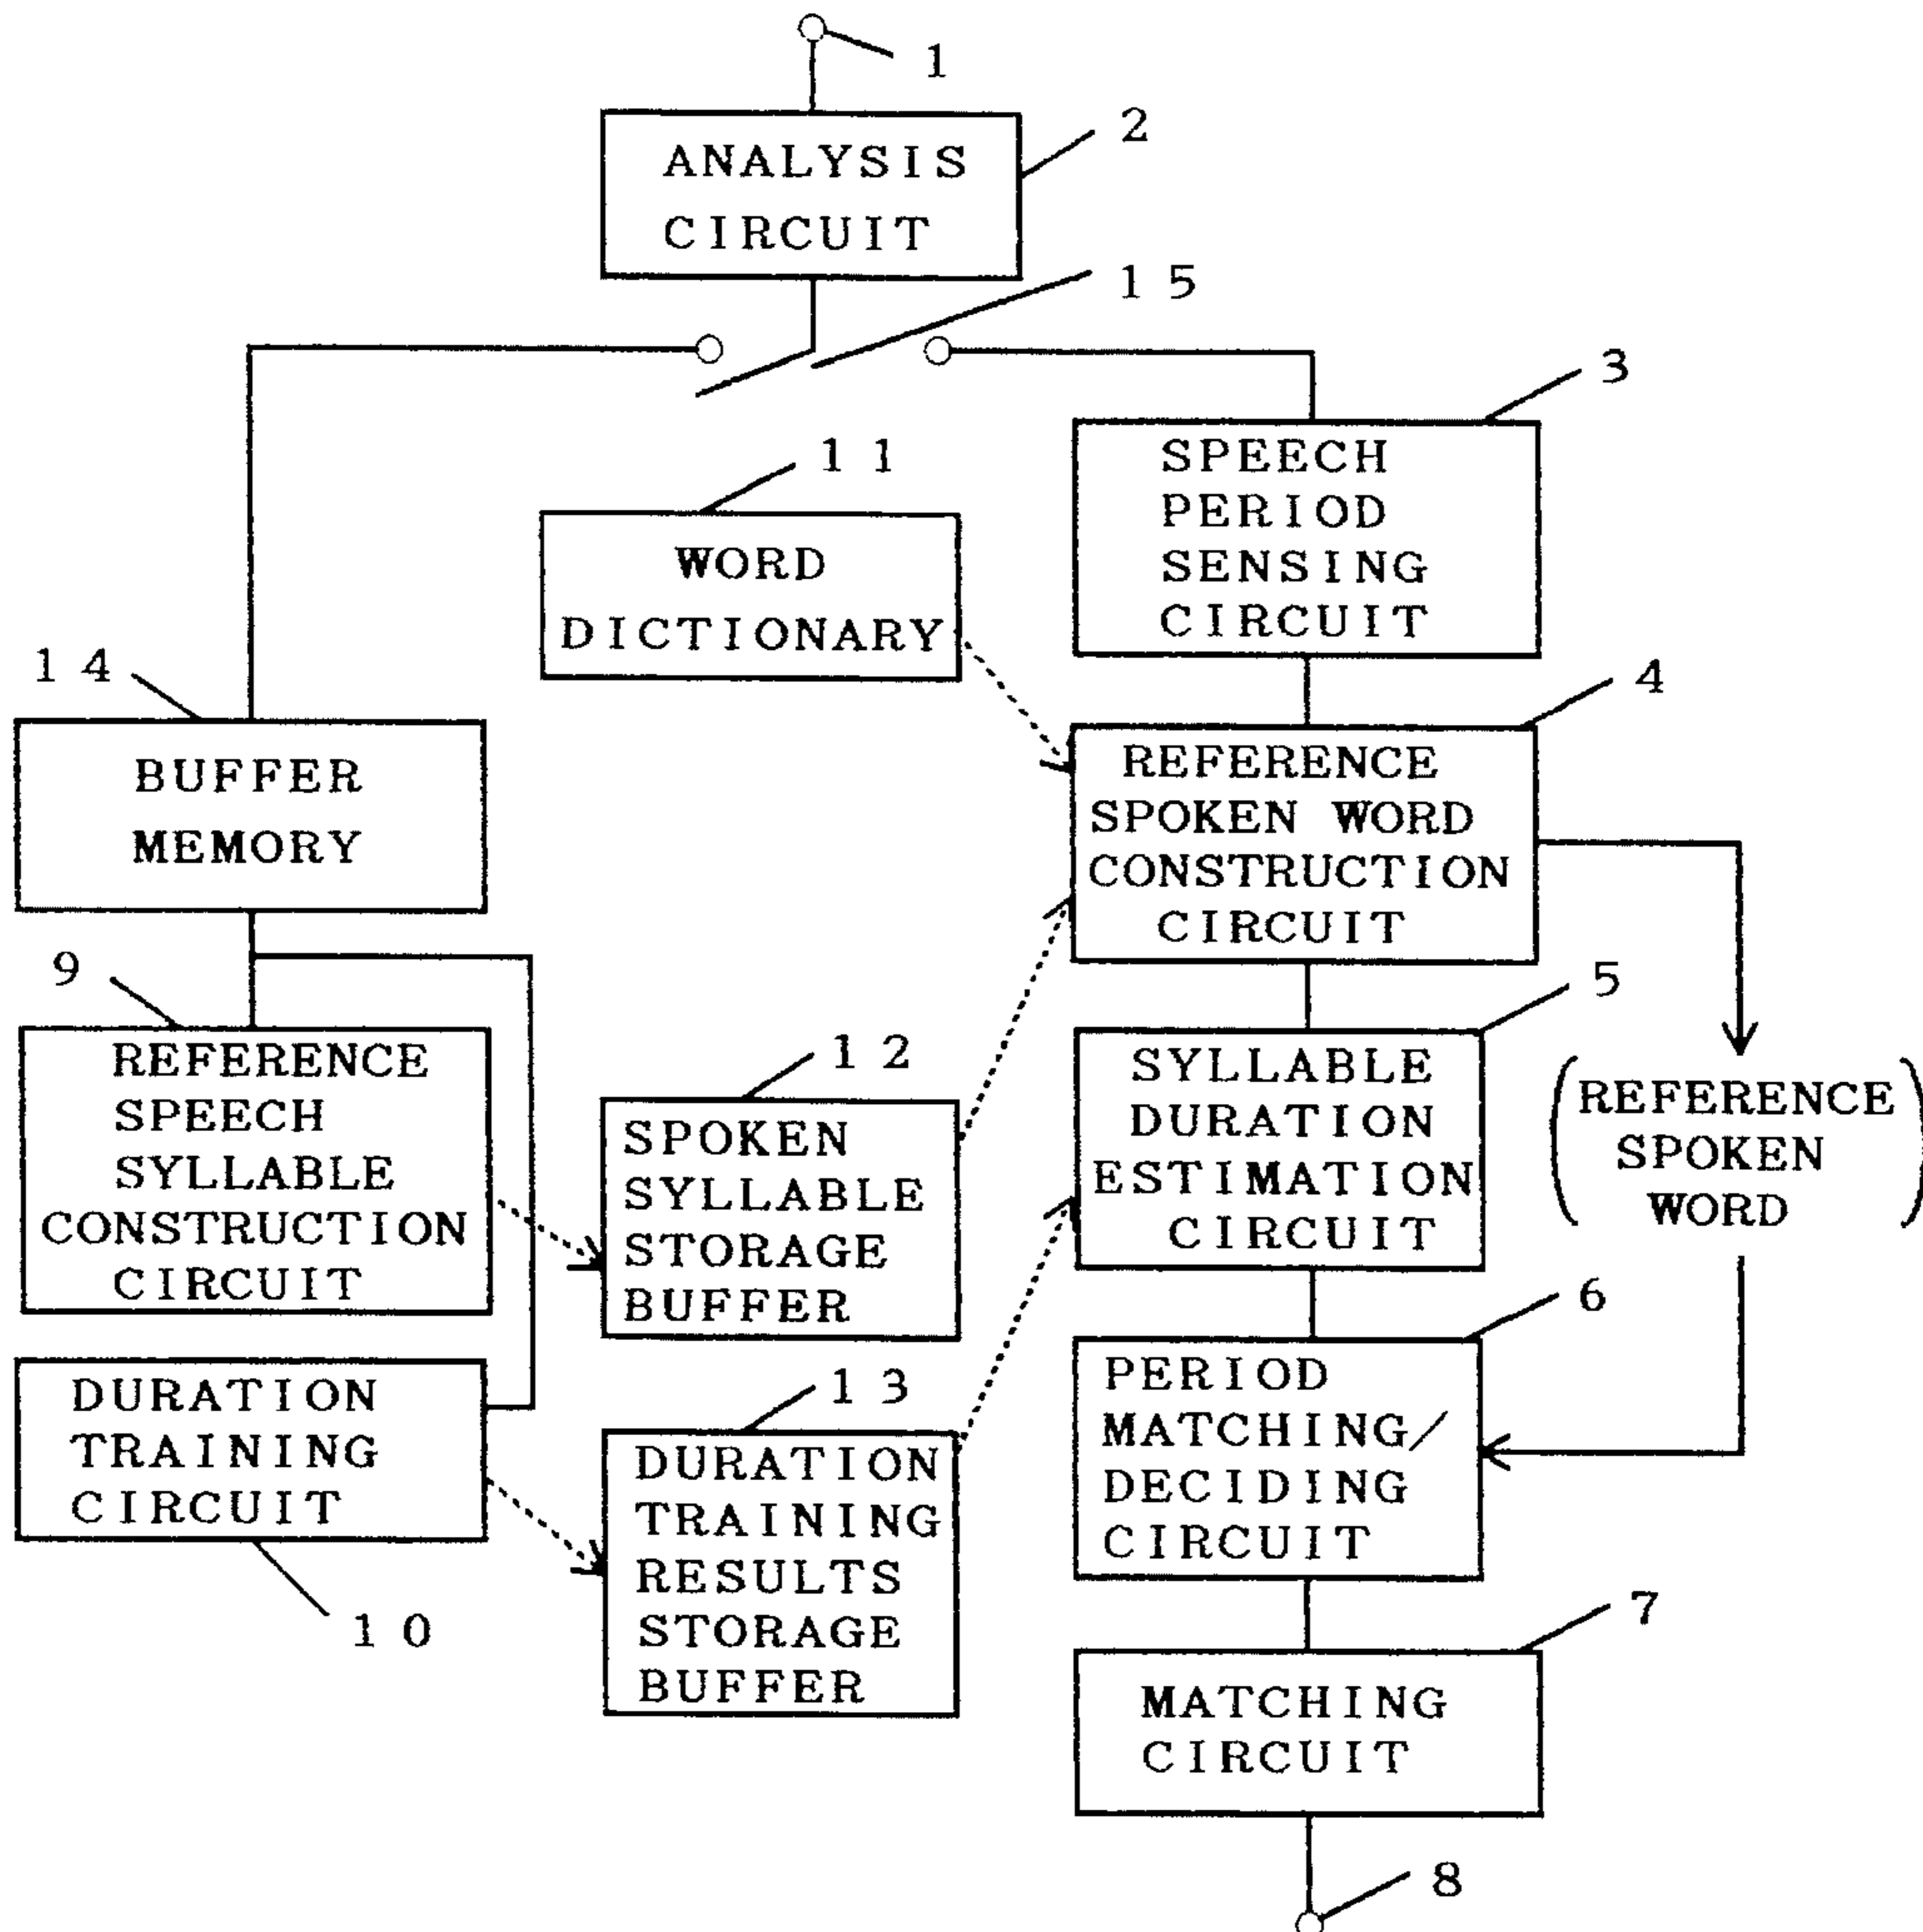 1
2
ANALYSIS
CIRCUIT
15
3
SPEECH
PERIOD
SENSING
CIRCUIT
11
WORD
DICTIONARY
14
BUFFER
MEMORY
4
REFERENCE
SPOKEN WORD
CONSTRUCTION
CIRCUIT
9
REFERENCE
SPEECH
SYLLABLE
CONSTRUCTION
CIRCUIT
12
SPOKEN
SYLLABLE
STORAGE
BUFFER
5
SYLLABLE
DURATION
ESTIMATION
CIRCUIT
(REFERENCE
SPOKEN
WORD)
DURATION
TRAINING
CIRCUIT
10
13
DURATION
TRAINING
RESULTS
STORAGE
BUFFER
6
PERIOD
MATCHING/
DECIDING
CIRCUIT
7
MATCHING
CIRCUIT
8